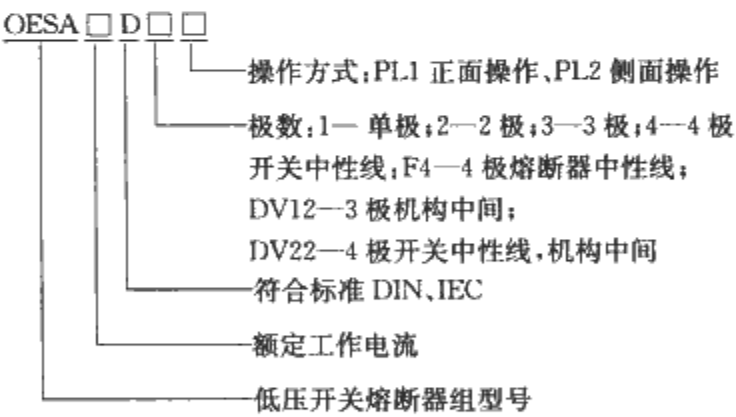 OESA□D□□
操作方式:PL1 正面操作、PL2 侧面操作
极数:1— 单极;2—2 极;3—3 极;4—4 极
开关中性线;F4—4 极熔断器中性线;
DV12—3 极机构中间;
DV22—4 极开关中性线,机构中间
符合标准 DIN、IEC
额定工作电流
低压开关熔断器组型号